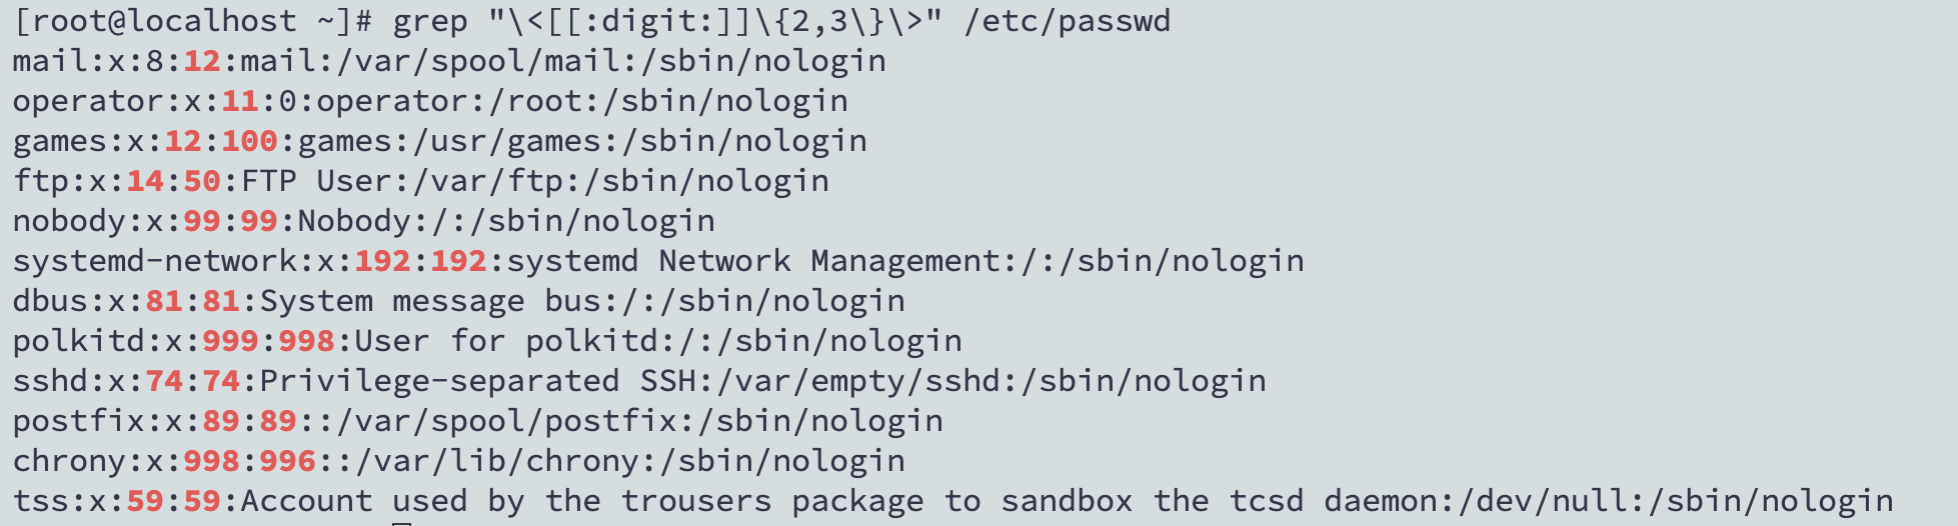 [root@localhost ~]# grep "\<[[:digit:]]\{2,3\}\>" /etc/passwd
mail:x:8:12:mail:/var/spool/mail:/sbin/nologin
operator:x:11:0:operator:/root:/sbin/nologin
games:x:12:100:games:/usr/games:/sbin/nologin
ftp:x:14:50:FTP User:/var/ftp:/sbin/nologin
nobody:x:99:99:Nobody:/:/sbin/nologin
systemd-network:x:192:192:systemd Network Management:/:/sbin/nologin
dbus:x:81:81:System message bus:/:/sbin/nologin
polkitd:x:999:998:User for polkitd:/:/sbin/nologin
sshd:x:74:74:Privilege-separated SSH:/var/empty/sshd:/sbin/nologin
postfix:x:89:89::/var/spool/postfix:/sbin/nologin
chrony:x:998:996::/var/lib/chrony:/sbin/nologin
tss:x:59:59:Account used by the trousers package to sandbox the tcsd daemon:/dev/null:/sbin/nologin